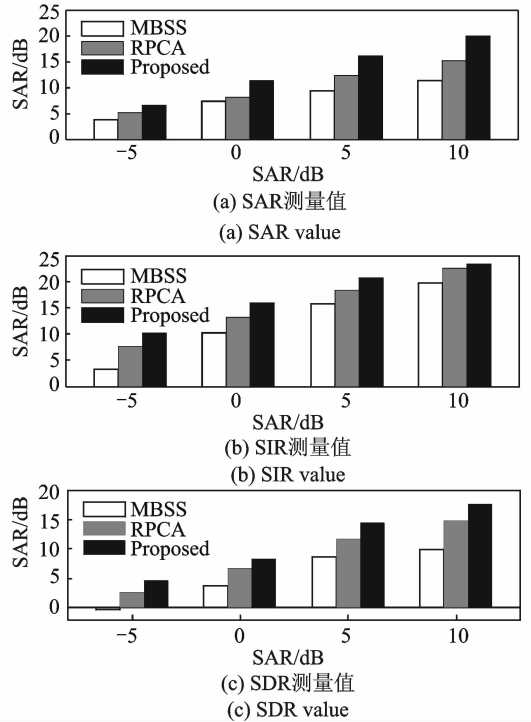 SAR/dB
25
20
15
10
5
0
MBSS
RPCA
Proposed
−5 0 5 10
SAR/dB
(a) SAR测量值
(a) SAR value
SAR/dB
25
20
15
10
5
0
MBSS
RPCA
Proposed
−5 0 5 10
SAR/dB
(b) SIR测量值
(b) SIR value
SAR/dB
20
15
10
5
0
MBSS
RPCA
Proposed
−5 0 5 10
SAR/dB
(c) SDR测量值
(c) SDR value